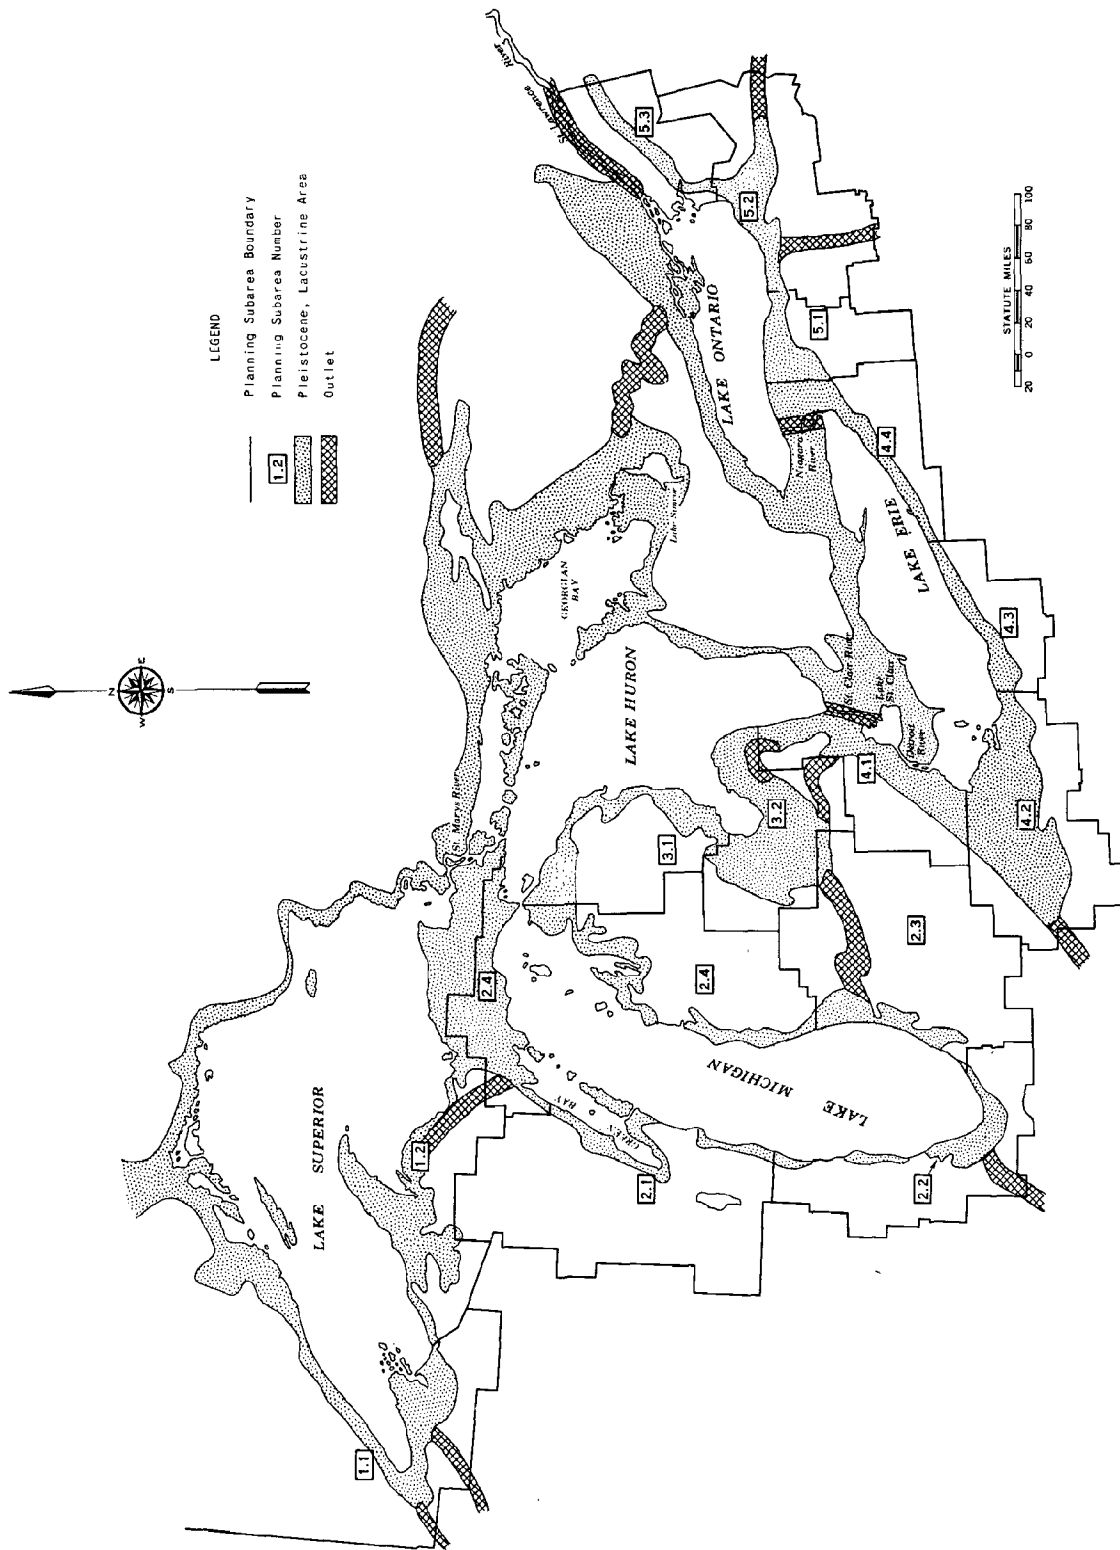 LEGEND
Planning Subarea Boundary
1.2 Planning Subarea Number
Pleistocene, Lacustrine Area
Outlet
N
E
S
W
1.1
LAKE SUPERIOR
1.2
St. Marys River
2.4
GREEN BAY
2.1
LAKE MICHIGAN
2.4
2.2
2.3
3.1
3.2
LAKE HURON
GEORGIAN BAY
Lake Simcoe
St. Clair River
Lake St. Clair
Detroit River
4.1
4.2
4.3
LAKE ERIE
4.4
Niagara River
LAKE ONTARIO
5.1
5.2
5.3
St. Lawrence River
STATUTE MILES
20 0 20 40 60 80 100